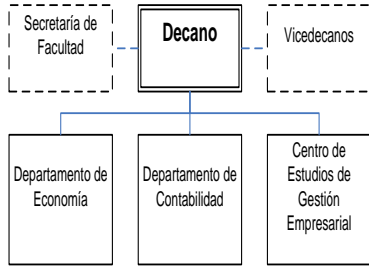 Secretaría de
Facultad
Decano
Vicedecanos
Departamento de
Economía
Departamento de
Contabilidad
Centro de
Estudios de
Gestión
Empresarial